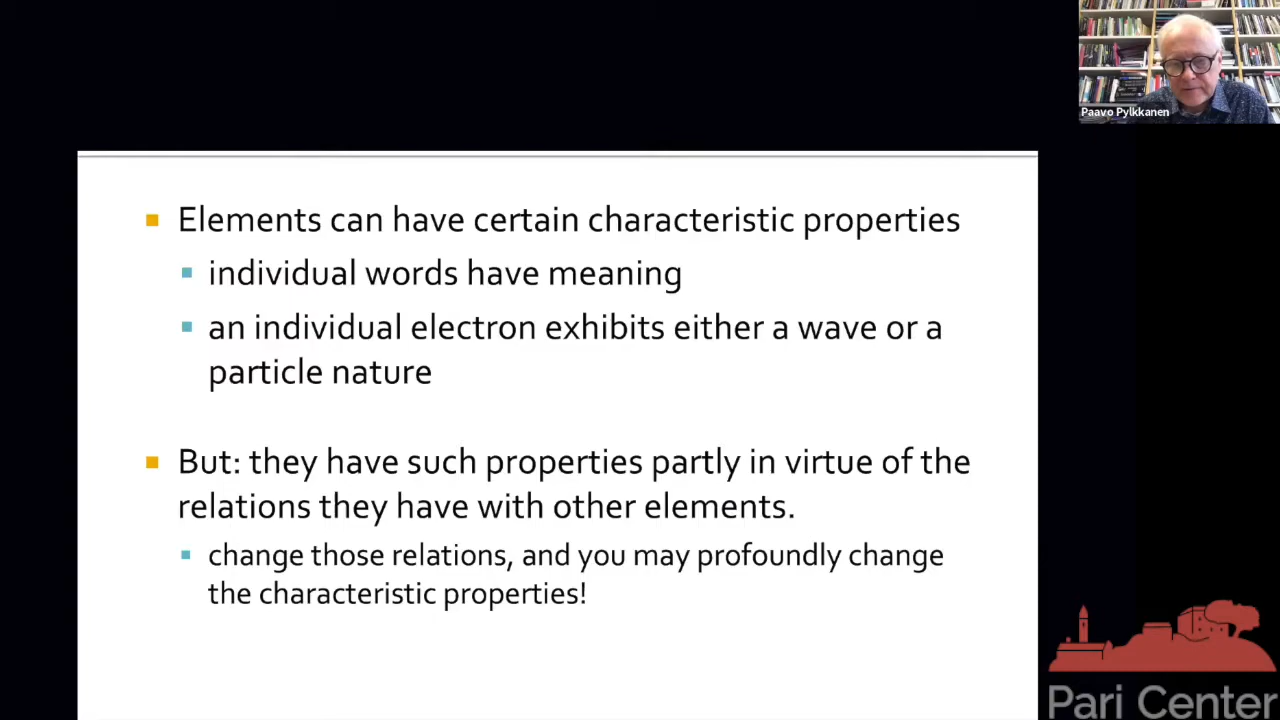 Paavo Pylkkanen
Elements can have certain characteristic properties
individual words have meaning
an individual electron exhibits either a wave or a
particle nature
But: they have such properties partly in virtue of the
relations they have with other elements.
change those relations, and you may profoundly change
the characteristic properties!
Pari Center